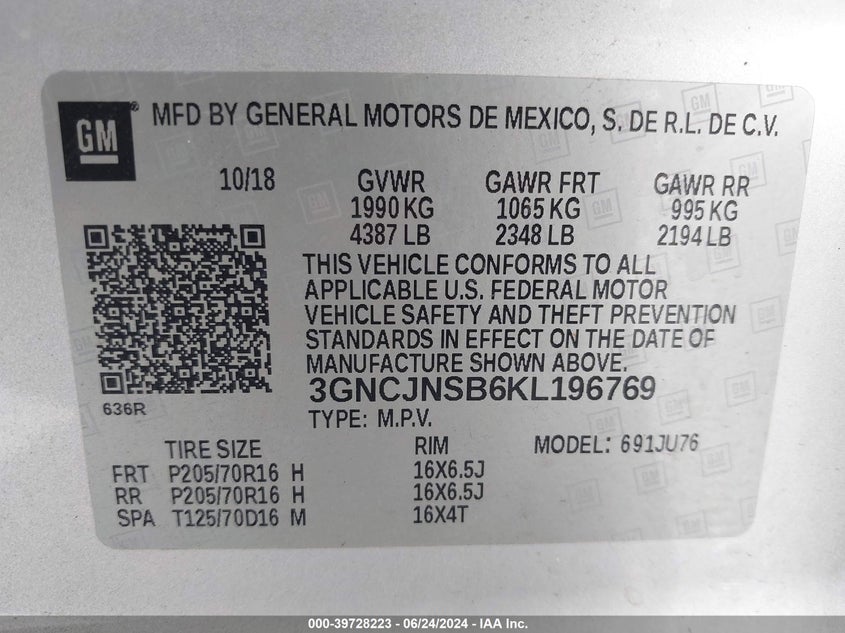 GM
®
MFD BY GENERAL MOTORS DE MEXICO, S. DE R.L. DE C.V.
10/18 GVWR GAWR FRT GAWR RR
1990 KG 1065 KG 995 KG
4387 LB 2348 LB 2194 LB
THIS VEHICLE CONFORMS TO ALL
APPLICABLE U.S. FEDERAL MOTOR
VEHICLE SAFETY AND THEFT PREVENTION
STANDARDS IN EFFECT ON THE DATE OF
MANUFACTURE SHOWN ABOVE.
3GNCJNSB6KL196769
636R
TYPE: M.P.V.
TIRE SIZE RIM MODEL: 691JU76
FRT P205/70R16 H 16X6.5J
RR P205/70R16 H 16X6.5J
SPA T125/70D16 M 16X4T
000-39728223 — 06/24/2024 — IAA Inc.